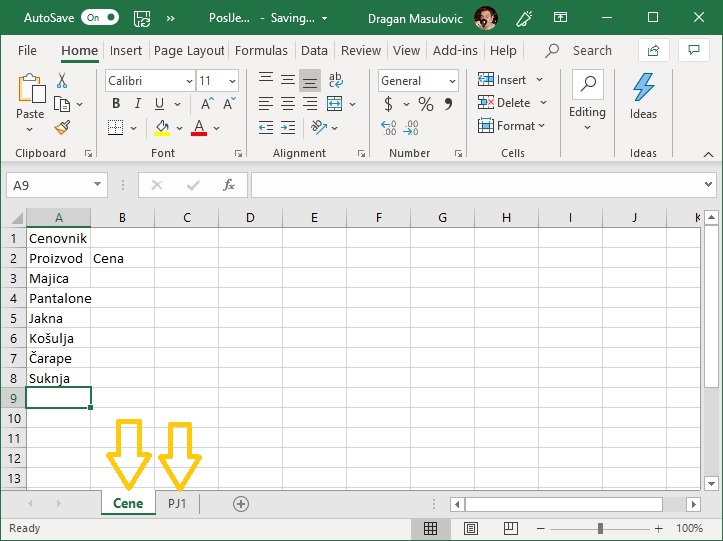 AutoSave On PoslJe... - Saving... Dragan Masulovic
File Home Insert Page Layout Formulas Data Review View Add-ins Help Search
Calibri 11 General Insert
Paste B I U A A $ % Delete Editing Ideas
Format
Clipboard Font Alignment Number Cells Ideas
A9 fx
A B C D E F G H I J K
1 Cenovnik
2 Proizvod Cena
3 Majica
4 Pantalone
5 Jakna
6 Košulja
7 Čarape
8 Suknja
9
10
11
12
13
Cene PJ1
Ready 100%